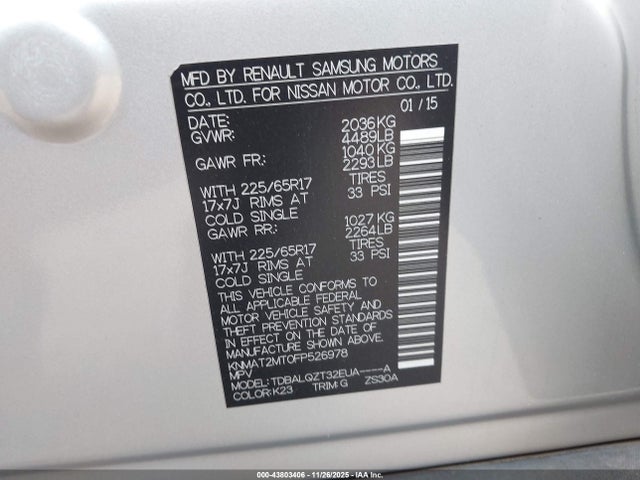 MFD BY RENAULT SAMSUNG MOTORS
CO., LTD. FOR NISSAN MOTOR CO., LTD.
DATE: 01/15
GVWR: 2036KG
4489LB
GAWR FR: 1040 KG
2293LB
WITH 225/65R17 TIRES
17x7J RIMS AT 33 PSI
COLD SINGLE
GAWR RR: 1027 KG
2264LB
WITH 225/65R17 TIRES
17x7J RIMS AT 33 PSI
COLD SINGLE
THIS VEHICLE CONFORMS TO
ALL APPLICABLE FEDERAL
MOTOR VEHICLE SAFETY AND
THEFT PREVENTION STANDARDS
IN EFFECT ON THE DATE OF
MANUFACTURE SHOWN ABOVE.
KNMAT2MT0FP526978
MPV
MODEL: TDBALQZT32EUA----A
COLOR: K23 TRIM: G ZS30A
000-43803406 | 11/26/2025 | IAA Inc.